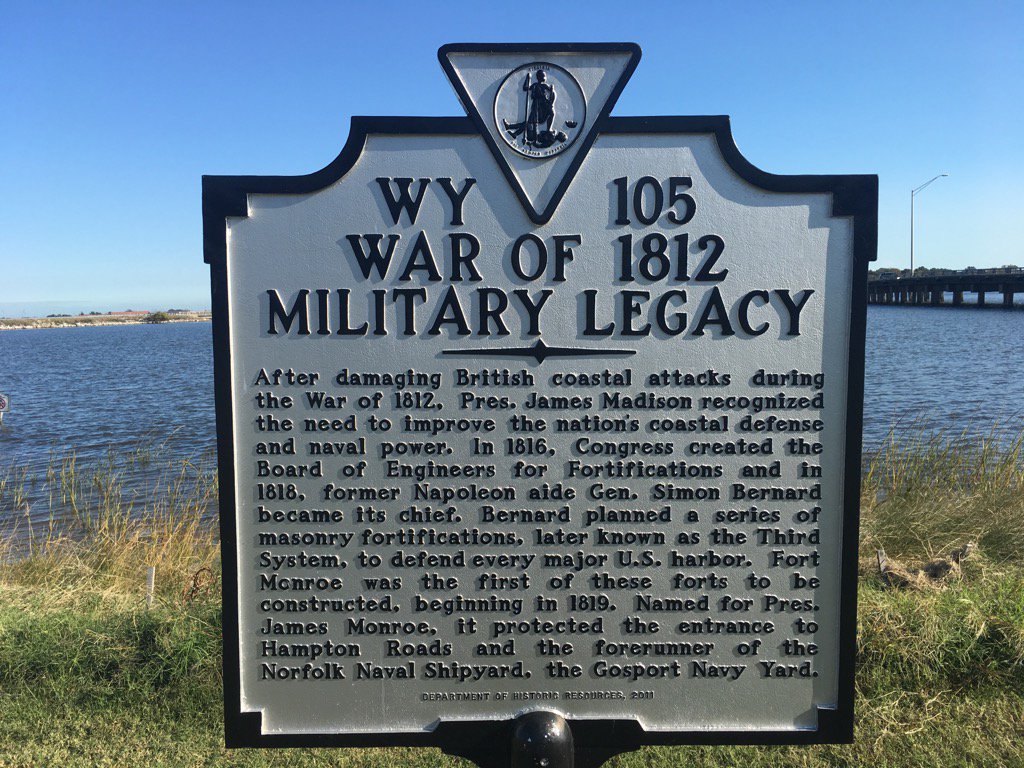 WY 105
WAR OF 1812
MILITARY LEGACY
After damaging British coastal attacks during
the War of 1812, Pres. James Madison recognized
the need to improve the nation's coastal defense
and naval power. In 1816, Congress created the
Board of Engineers for Fortifications and in
1818, former Napoleon aide Gen. Simon Bernard
became its chief. Bernard planned a series of
masonry fortifications, later known as the Third
System, to defend every major U.S. harbor. Fort
Monroe was the first of these forts to be
constructed, beginning in 1819. Named for Pres.
James Monroe, it protected the entrance to
Hampton Roads and the forerunner of the
Norfolk Naval Shipyard, the Gosport Navy Yard.
DEPARTMENT OF HISTORIC RESOURCES, 2011